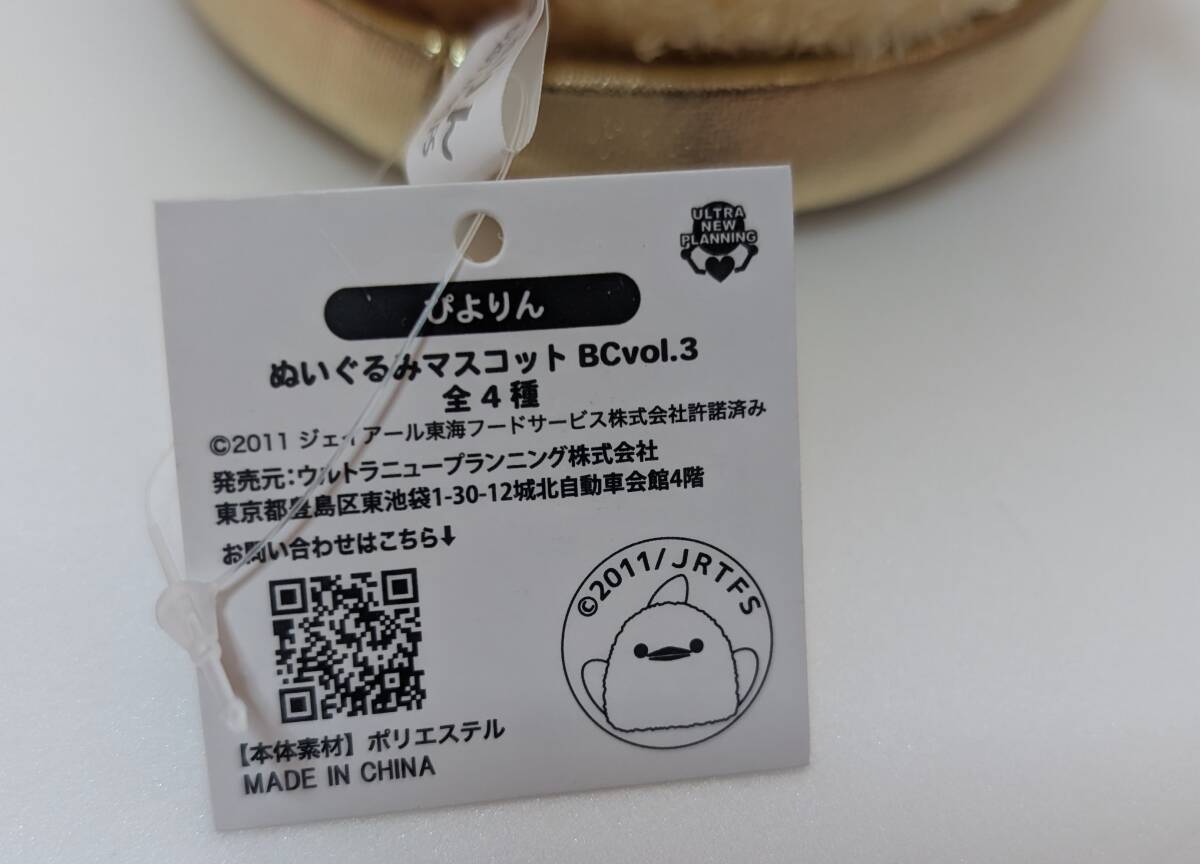 ULTRA
NEW
PLANNING
ぴよりん
ぬいぐるみマスコット BCvol.3
全4種
©2011 ジェイアール東海フードサービス株式会社許諾済み
発売元:ウルトラニュープランニング株式会社
東京都豊島区東池袋1-30-12城北自動車会館4階
お問い合わせはこちら⬇
©2011/JRTFS
【本体素材】ポリエステル
MADE IN CHINA